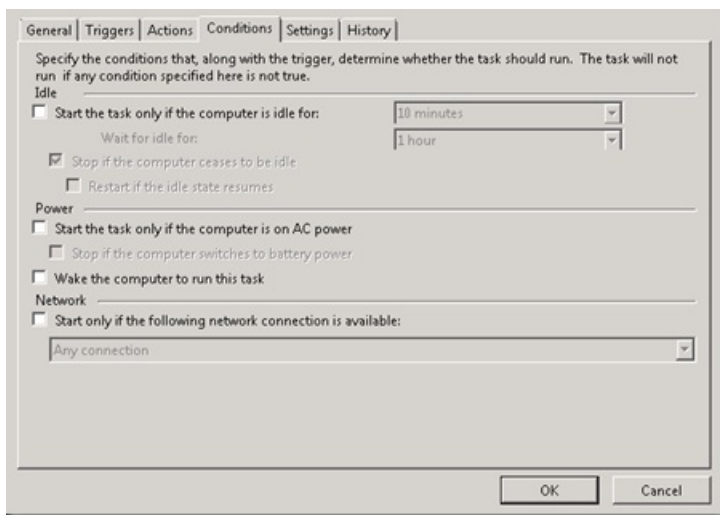 General Triggers Actions Conditions Settings History
Specify the conditions that, along with the trigger, determine whether the task should run. The task will not
run if any condition specified here is not true.
Idle
Start the task only if the computer is idle for: 10 minutes
Wait for idle for: 1 hour
Stop if the computer ceases to be idle
Restart if the idle state resumes
Power
Start the task only if the computer is on AC power
Stop if the computer switches to battery power
Wake the computer to run this task
Network
Start only if the following network connection is available:
Any connection
OK Cancel